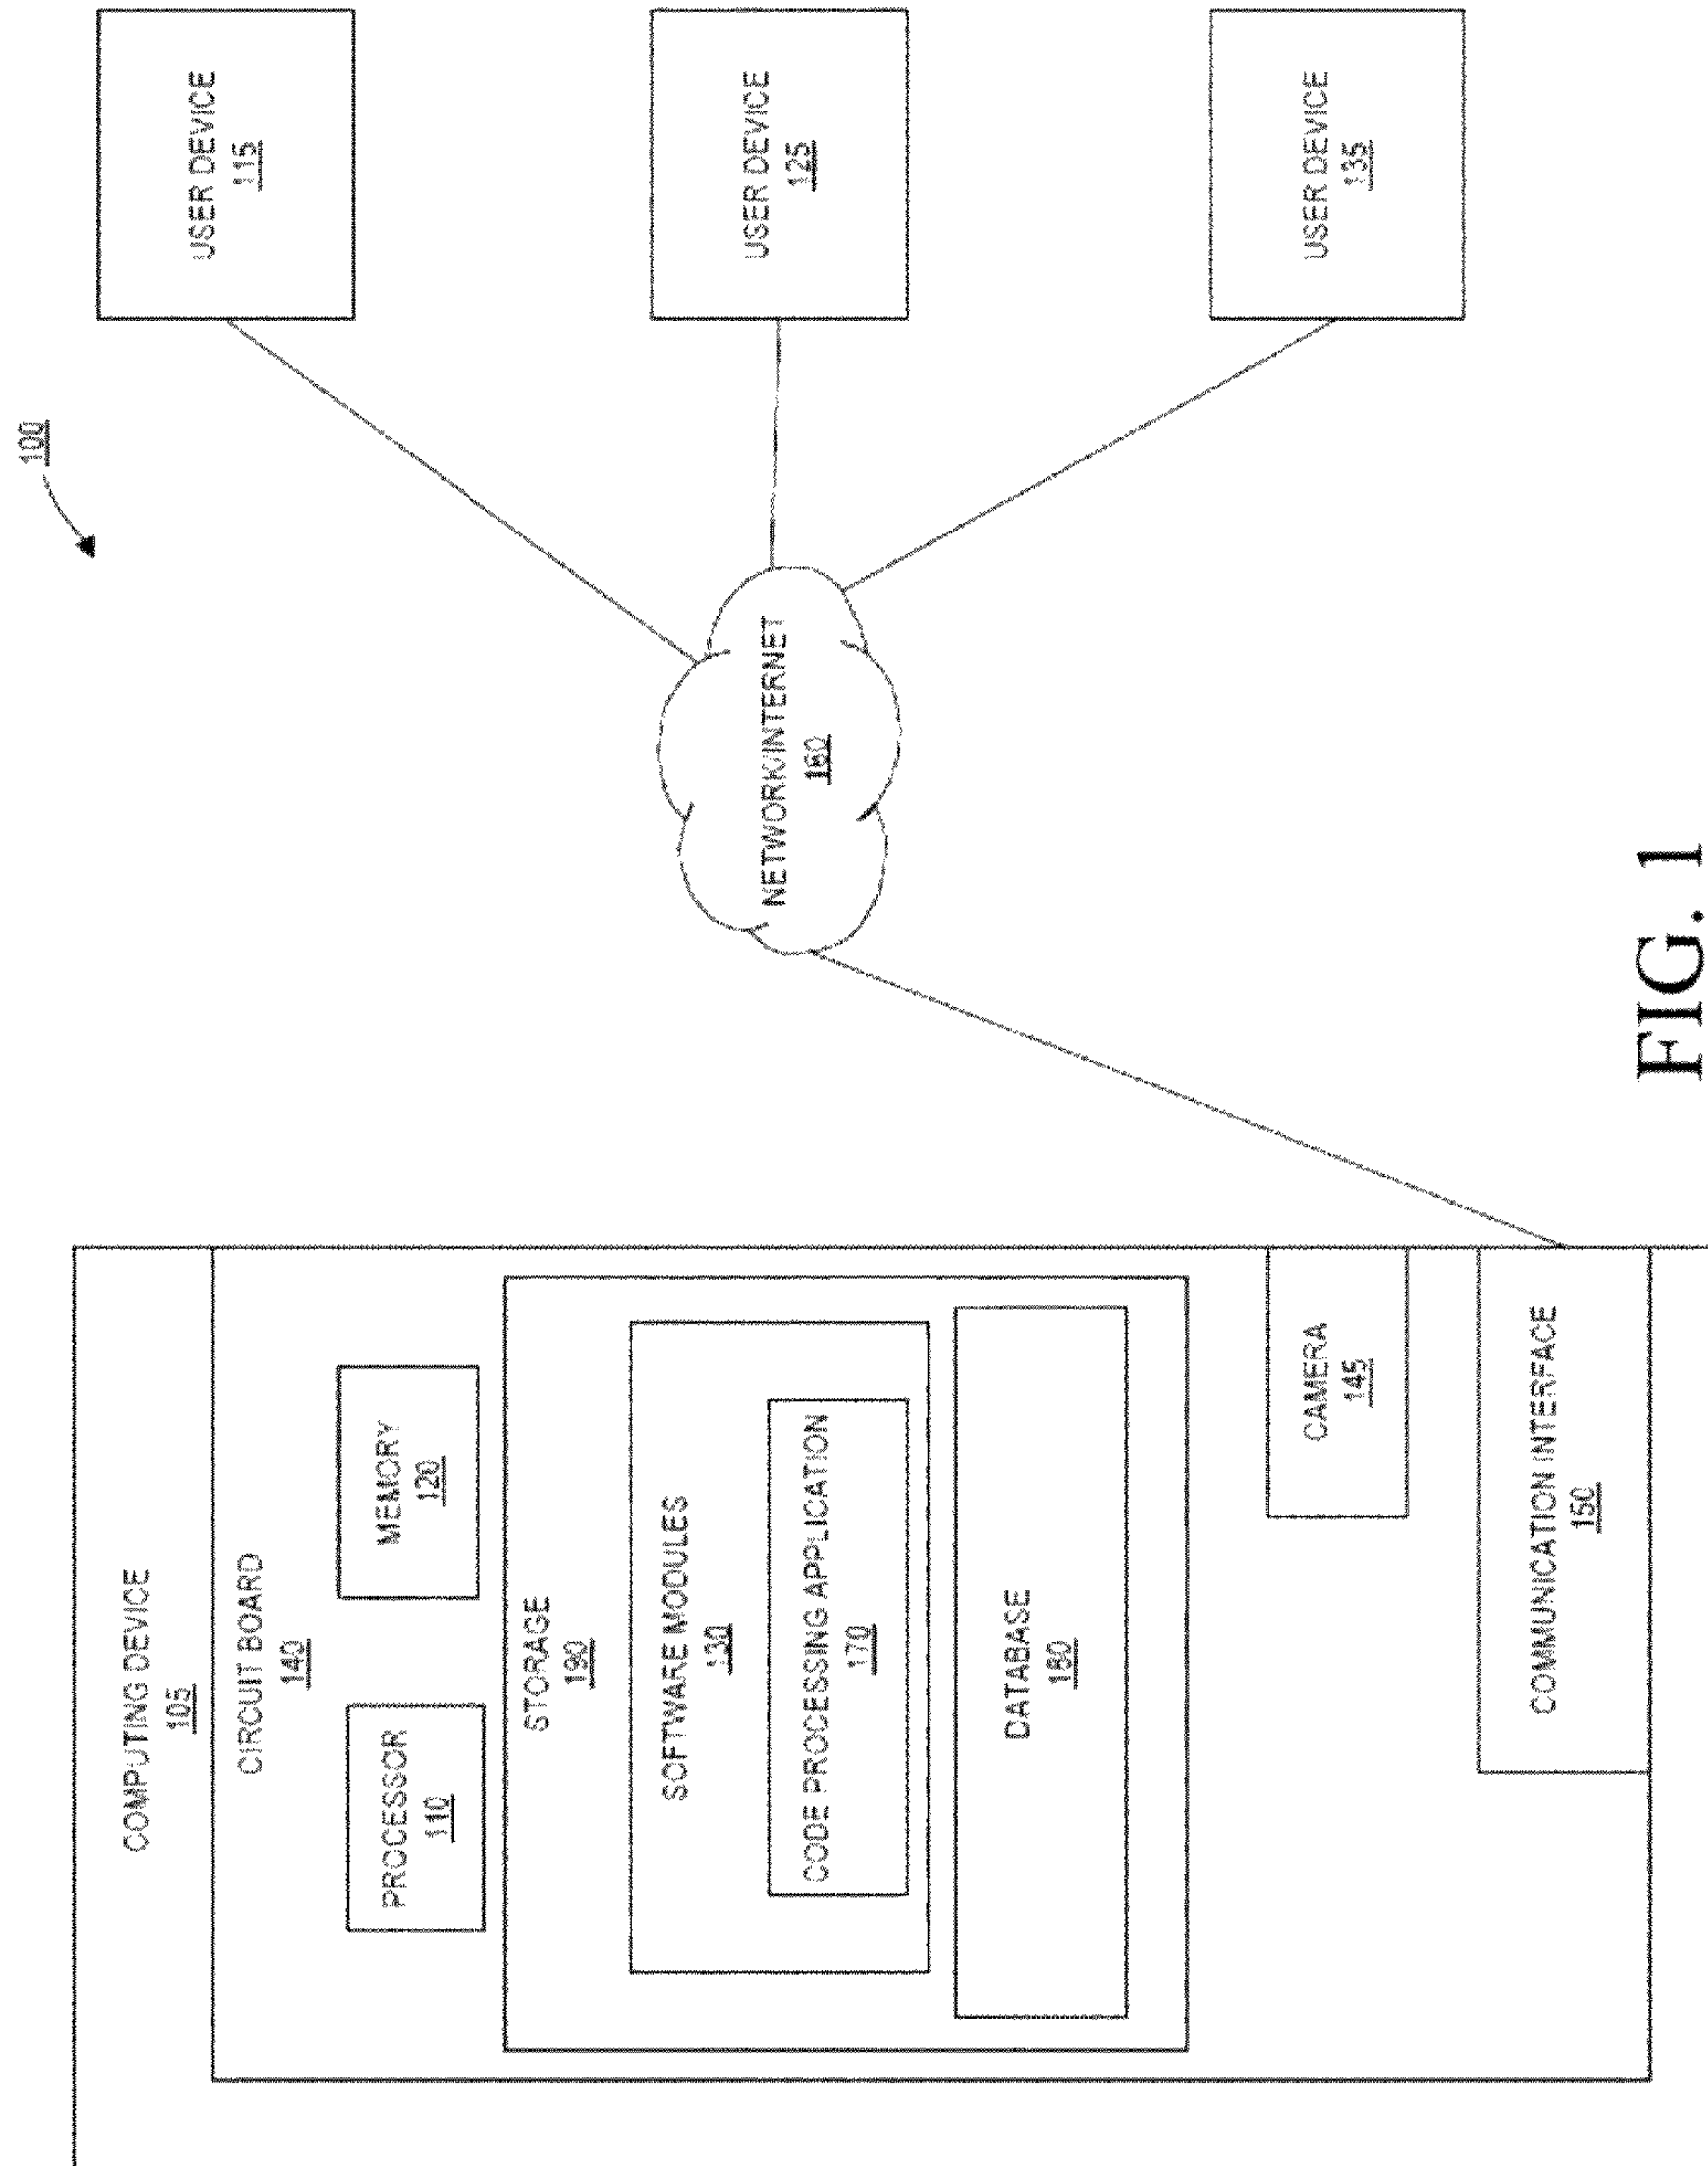 100
COMPUTING DEVICE
105
CIRCUIT BOARD
140
PROCESSOR
110
MEMORY
120
STORAGE
190
SOFTWARE MODULES
130
CODE PROCESSING APPLICATION
170
DATABASE
180
CAMERA
145
COMMUNICATION INTERFACE
150
NETWORK/INTERNET
160
USER DEVICE
115
USER DEVICE
125
USER DEVICE
135
FIG. 1